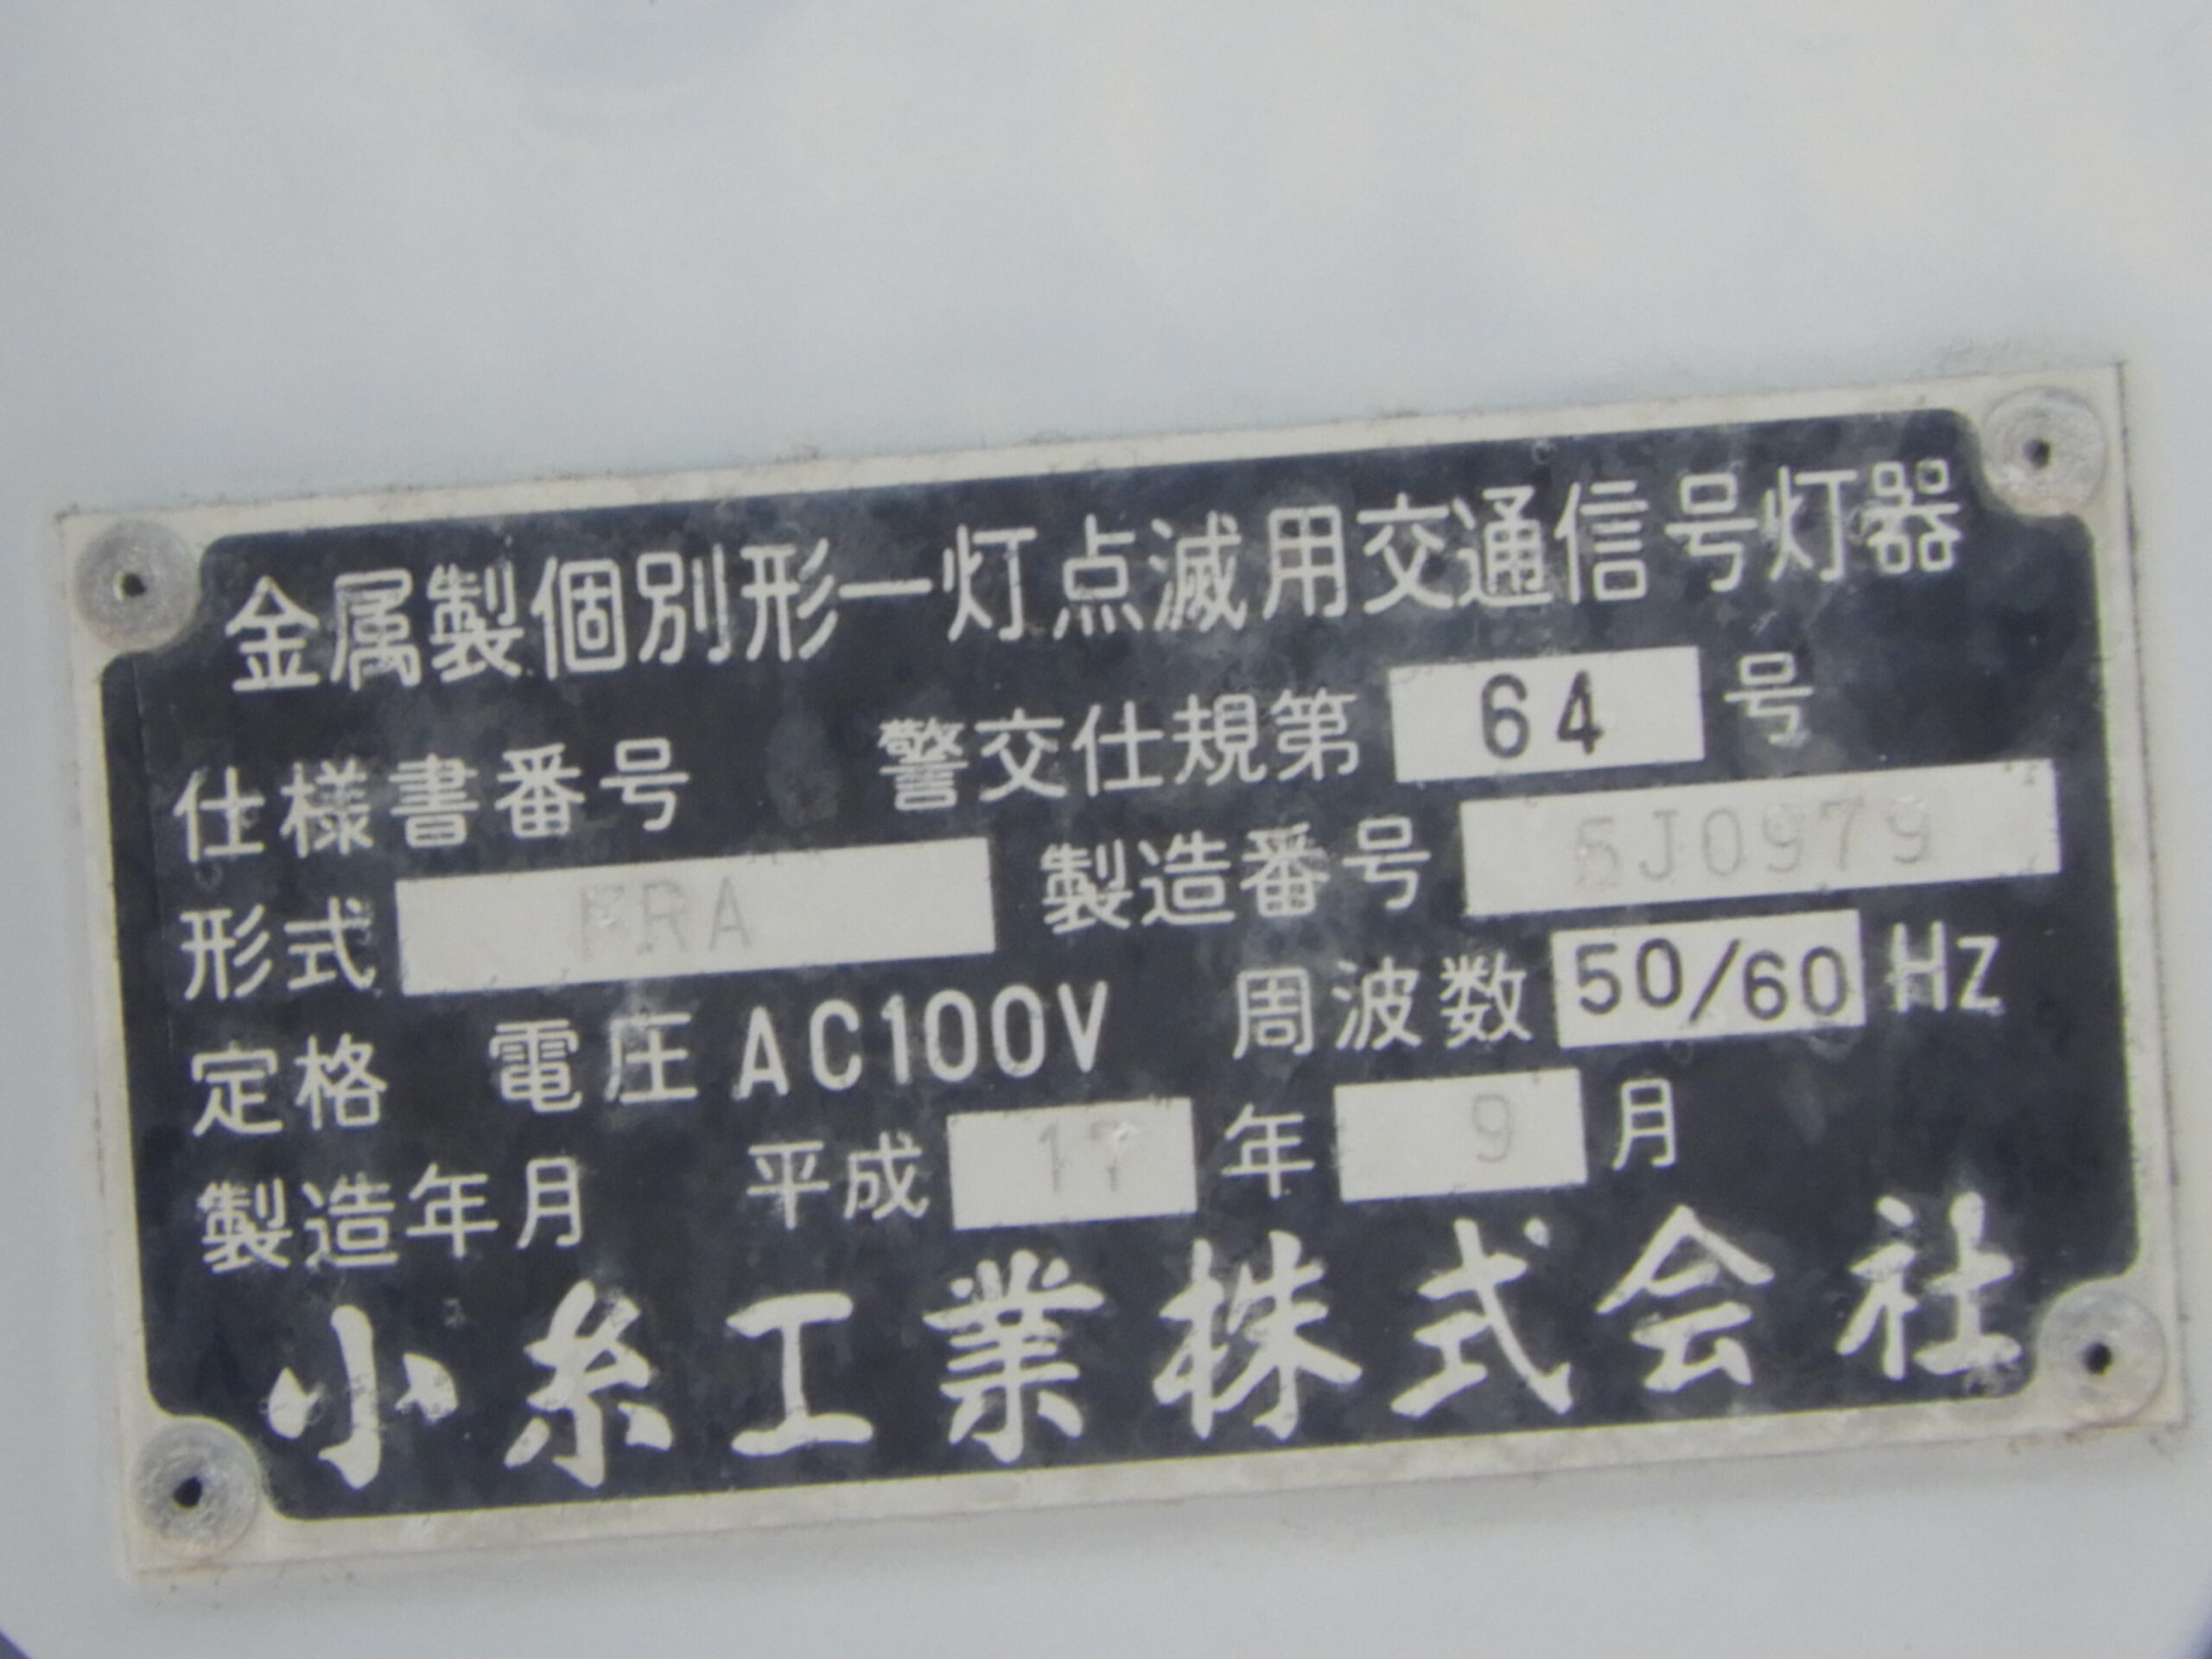 金属製個別形一灯点滅用交通信号灯器
仕様書番号 警交仕規第 64 号
形式 FRA 製造番号 5J0979
定格 電圧 AC100V 周波数 50/60 HZ
製造年月 平成 17 年 9 月
小糸工業株式会社